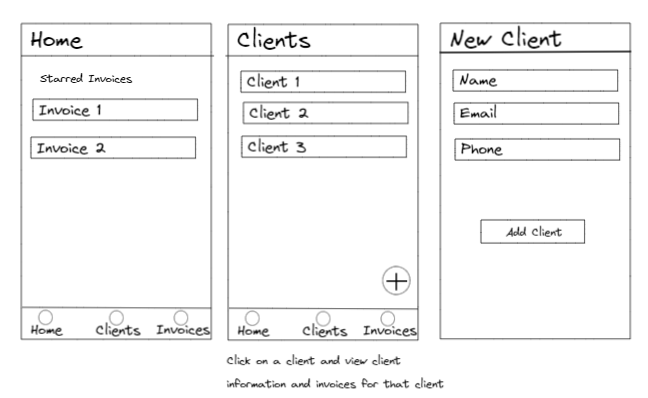 Home
Starred Invoices
Invoice 1
Invoice 2
Home Clients Invoices
Clients
Client 1
Client 2
Client 3
+
Home Clients Invoices
Click on a client and view client
information and invoices for that client
New Client
Name
Email
Phone
Add Client